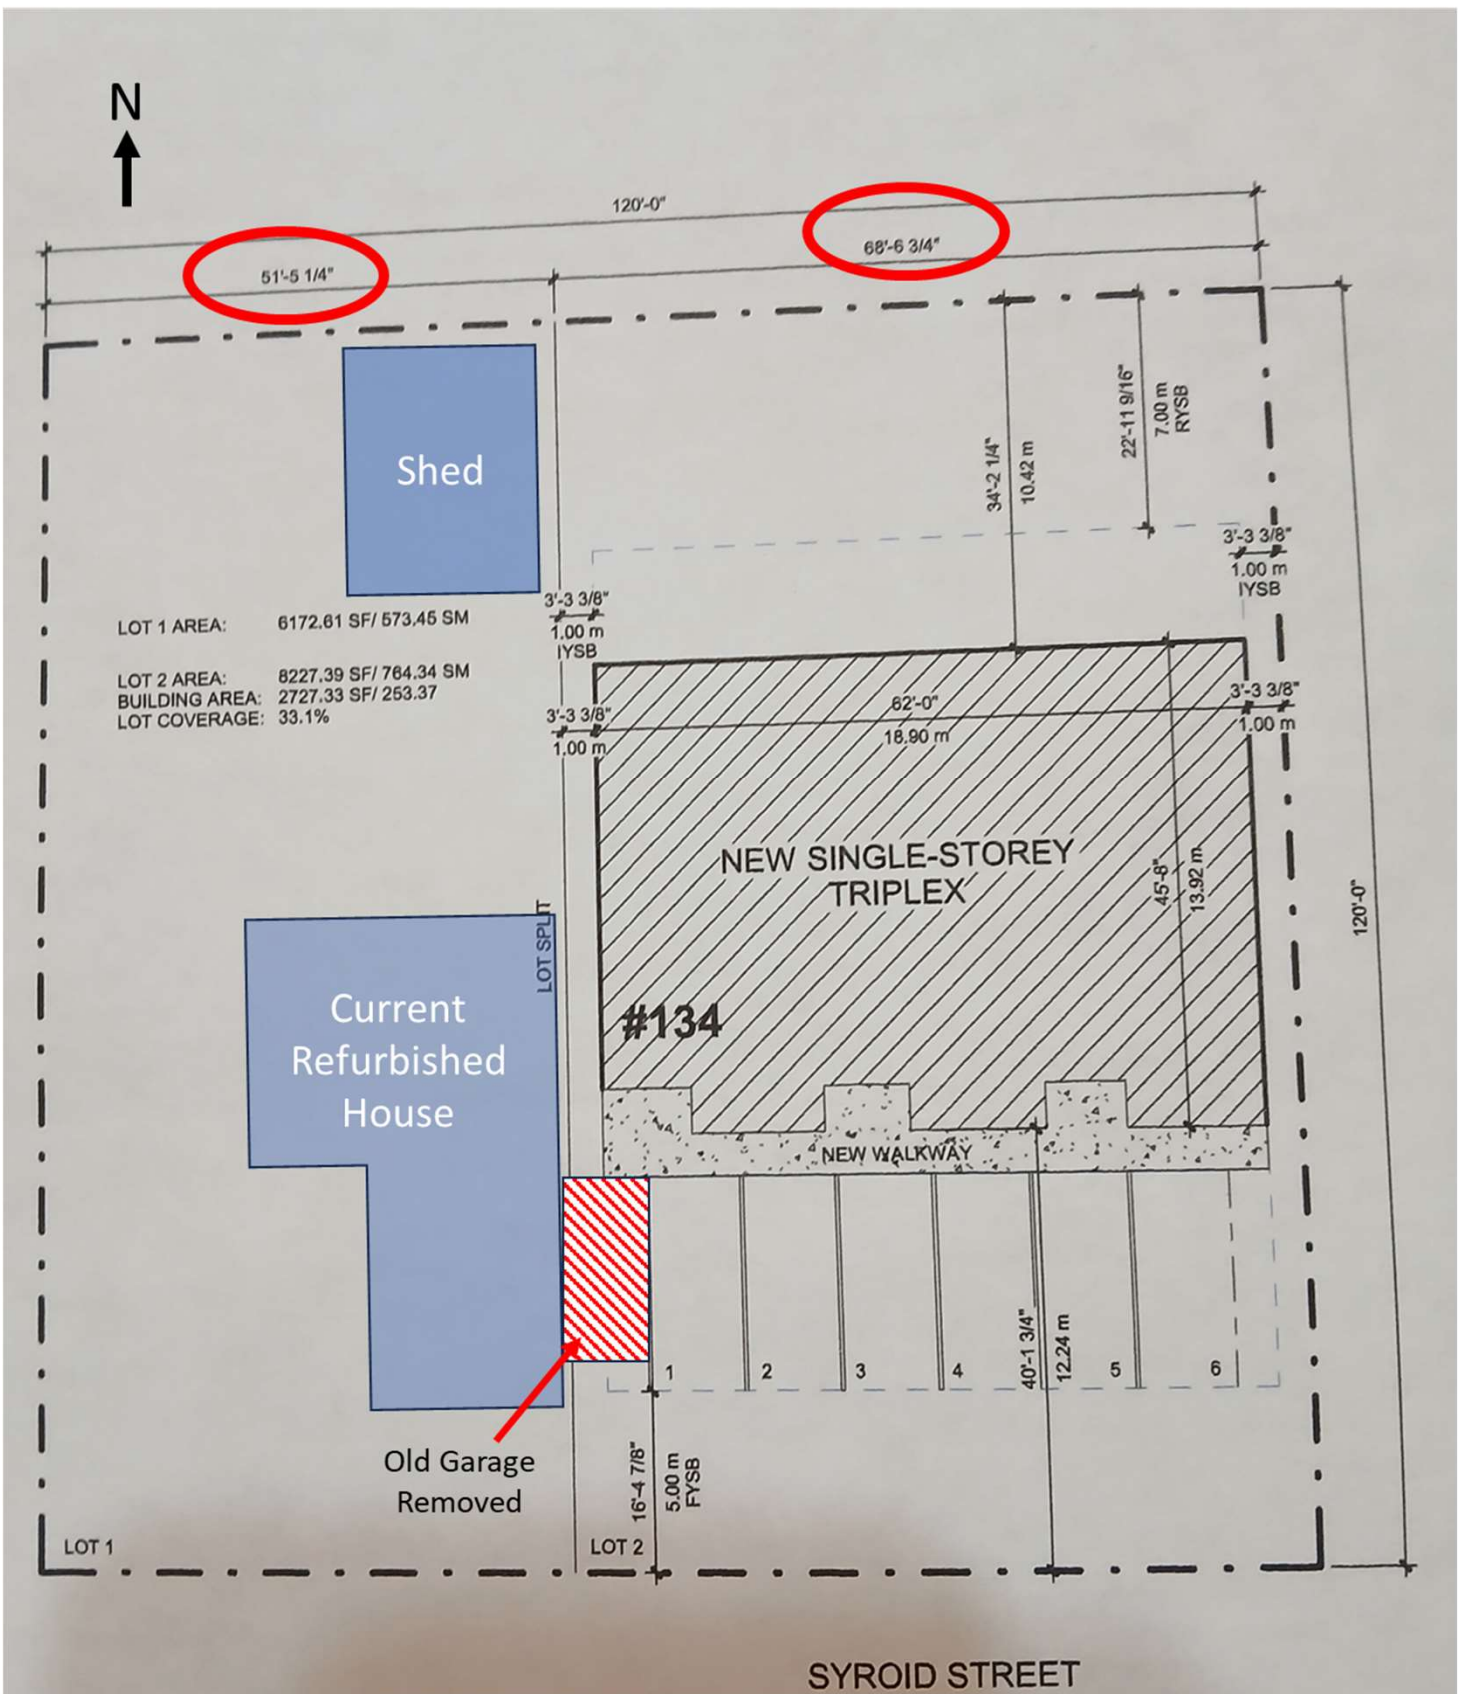 N
120'-0"
68'-6 3/4"
51'-5 1/4"
Shed
34'-2 1/4"
10.42 m
22'-11 9/16"
7.00 m
RYSB
3'-3 3/8"
1.00 m
IYSB
3'-3 3/8"
1.00 m
IYSB
LOT 1 AREA: 6172.61 SF/ 573.45 SM
LOT 2 AREA: 8227.39 SF/ 764.34 SM
BUILDING AREA: 2727.33 SF/ 253.37
LOT COVERAGE: 33.1%
3'-3 3/8"
1.00 m
62'-0"
18.90 m
3'-3 3/8"
1.00 m
NEW SINGLE-STOREY
TRIPLEX
45'-8"
13.92 m
120'-0"
LOT SPLIT
#134
Current
Refurbished
House
NEW WALKWAY
1
2
3
4
5
6
40'-1 3/4"
12.24 m
Old Garage
Removed
16'-4 7/8"
5.00 m
FYSB
LOT 1
LOT 2
SYROID STREET